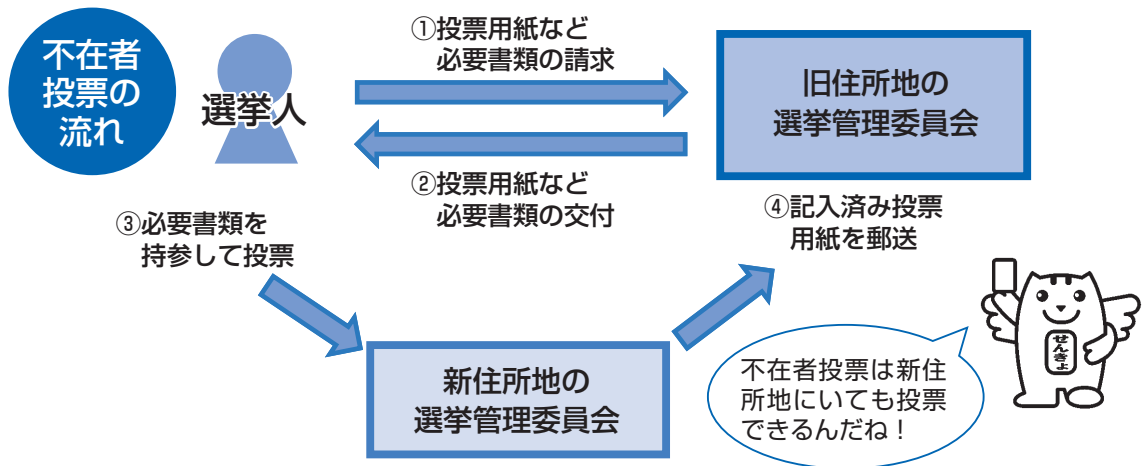 不在者
投票の
流れ
選挙人
①投票用紙など
必要書類の請求
旧住所地の
選挙管理委員会
②投票用紙など
必要書類の交付
③必要書類を
持参して投票
④記入済み投票
用紙を郵送
新住所地の
選挙管理委員会
不在者投票は新住
所地にいても投票
できるんだね！
せんきょ